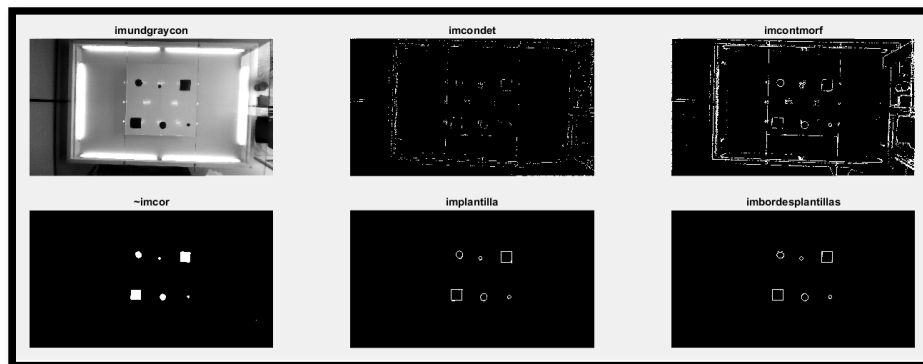 imundgraycon
imcondet
imcontmorf
~imcor
implantilla
imbordesplantillas